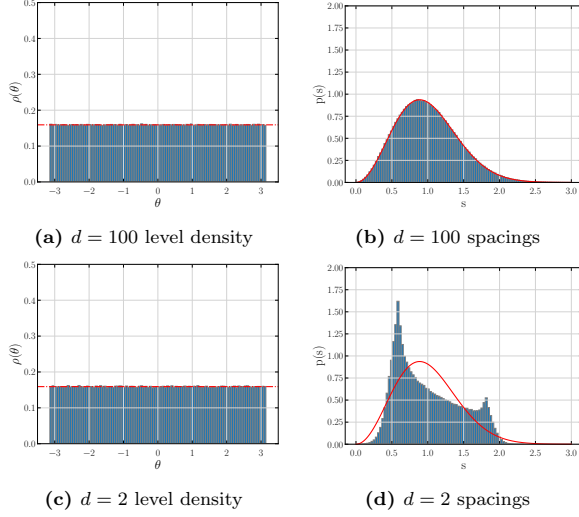 0.5
0.4
0.3
0.2
0.1
0.0
ρ(θ)
−3 −2 −1 0 1 2 3
θ
(a) d = 100 level density
2.00
1.75
1.50
1.25
1.00
0.75
0.50
0.25
0.00
p(s)
0.0 0.5 1.0 1.5 2.0 2.5 3.0
s
(b) d = 100 spacings
0.5
0.4
0.3
0.2
0.1
0.0
ρ(θ)
−3 −2 −1 0 1 2 3
θ
(c) d = 2 level density
2.00
1.75
1.50
1.25
1.00
0.75
0.50
0.25
0.00
p(s)
0.0 0.5 1.0 1.5 2.0 2.5 3.0
s
(d) d = 2 spacings